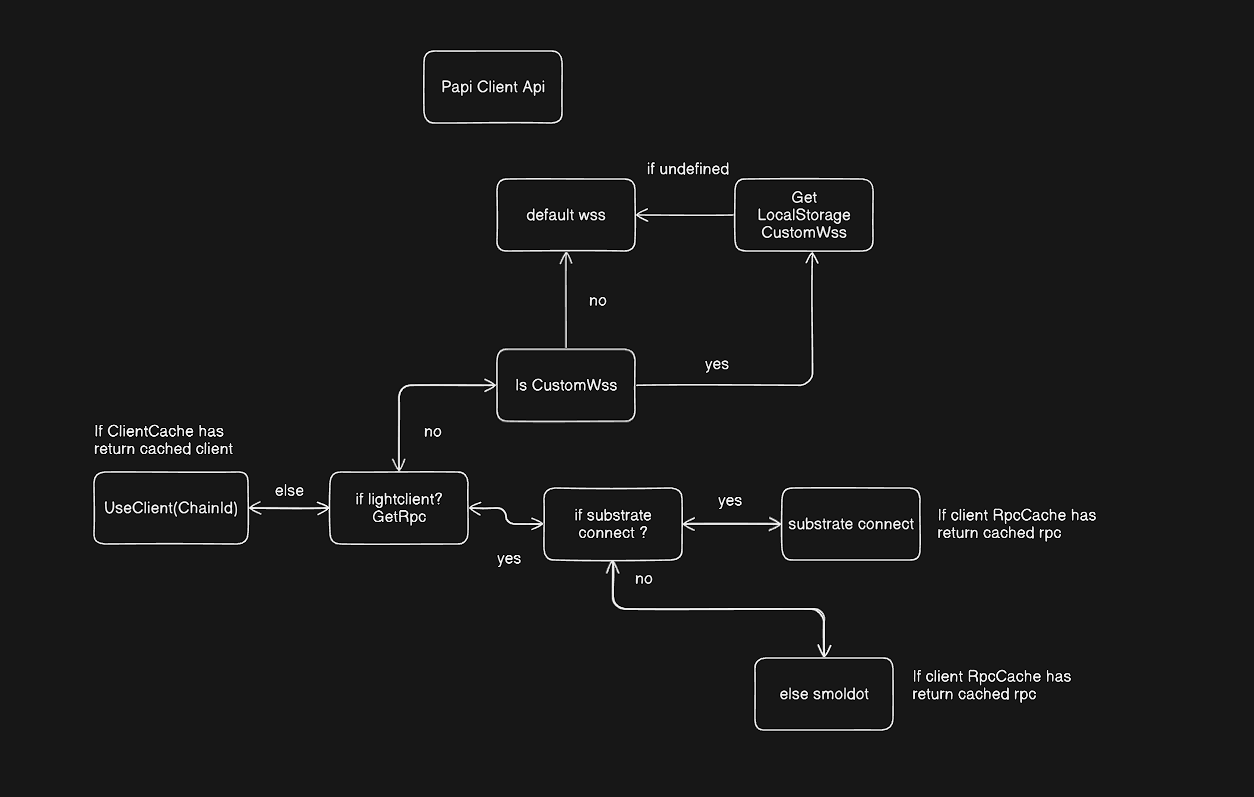 Papi Client Api
if undefined
default wss
Get
LocalStorage
CustomWss
no
Is CustomWss
yes
no
If ClientCache has
return cached client
UseClient(ChainId)
else
if lightclient?
GetRpc
yes
if substrate
connect ?
yes
substrate connect
If client RpcCache has
return cached rpc
no
else smoldot
If client RpcCache has
return cached rpc